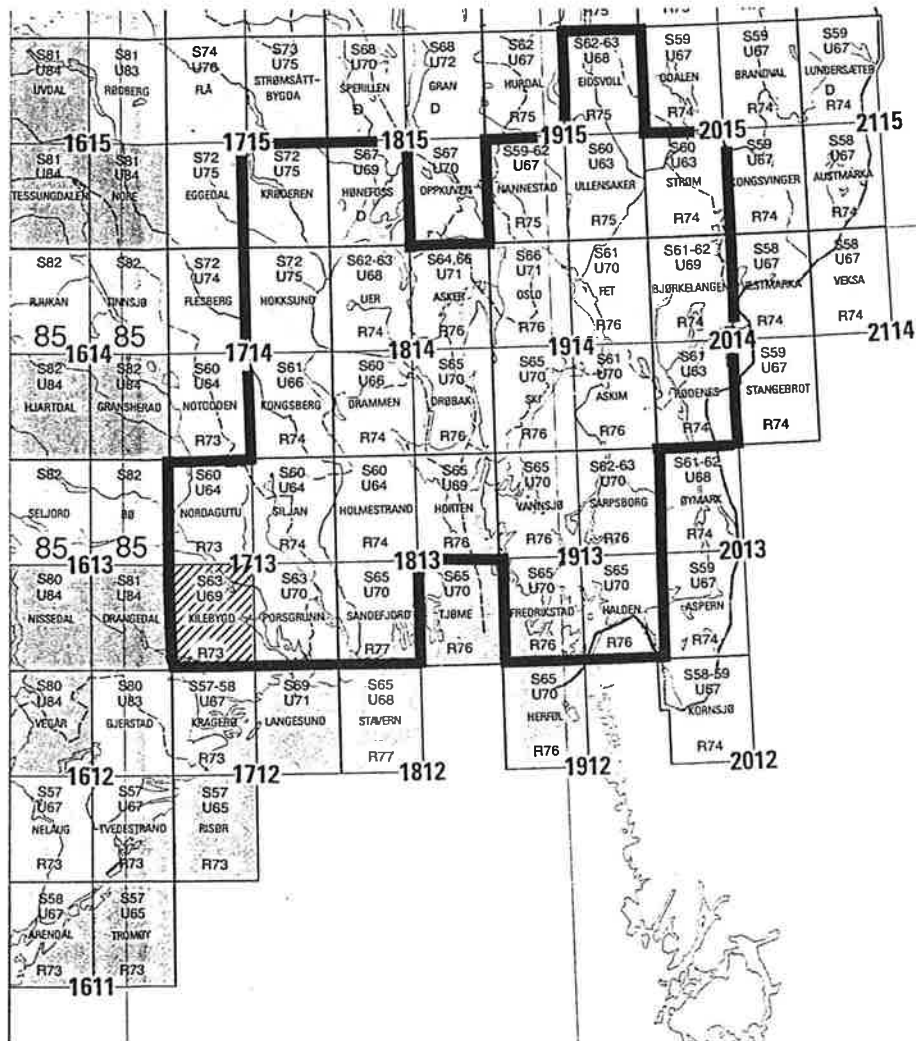 R75 R73 R74
S81 S81 S74 S73 S68 S68 S62 S62-63 S59 S59 S59
U84 U83 U76 U75 U70 U72 U67 U68 U67 U67 U67
UVDAL RØDBERG FLÅ STRØMSÅTT-BYGDA SPERILLEN GRAN HURDAL EIDSVOLL ODALEN BRANDVAL LUNDERSÆTER
D D R75 R75 R74 R74 D R74
1615 1715 1815 1915 2015 2115
S81 S81 S72 S72 S67 S67 S59-62 S60 S60 S59 S58
U84 U84 U75 U75 U69 U70 U67 U63 U63 U67 U67
TESSUNGDALEN NORE EGGEDAL KRØDEREN HØNEFOSS OPPKUVEN NANNESTAD ULLENSAKER STRØM KONGSVINGER AUSTMARKA
D R75 R75 R74 R74 R74
S82 S82 S72 S72 S62-63 S64,66 S66 S61 S61-62 S58 S58
U74 U75 U68 U71 U71 U70 U69 U67 U67
RJUKAN TINNSJØ FLESBERG HOKKSUND LIER ASKER OSLO FET BJØRKELANGEN VESTMARKA VEKSA
85 85 R74 R76 R76 R76 R74 R74 R74
1614 1714 1814 1914 2014 2114
S82 S82 S60 S61 S60 S65 S65 S61 S61 S59
U84 U84 U64 U66 U66 U70 U70 U70 U63 U67
HJARTDAL GRANSHERAD NOTODDEN KONGSBERG DRAMMEN DRØBAK SKI ASKIM RØDENES STANGEBROT
R73 R74 R74 R76 R76 R76 R74 R74
S82 S82 S60 S60 S60 S65 S65 S62-63 S61-62
U64 U64 U64 U69 U70 U70 U68
SELJORD BØ NORDAGUTU SILJAN HOLMESTRAND HORTEN VANNSJØ SARPSBORG ØYMARK
85 85 R73 R74 R74 R76 R76 R76 R74
1613 1713 1813 1913 2013
S80 S81 S63 S63 S65 S65 S65 S65 S59
U84 U84 U69 U70 U70 U70 U70 U70 U67
NISSEDAL DRANGEDAL KILEBYGD PORSGRUNN SANDEFJORD TJØME FREDRIKSTAD HALDEN ASPERN
R73 R77 R76 R76 R76 R74
S80 S80 S57-58 S69 S65 S65 S58-59
U84 U83 U67 U71 U68 U70 U67
VEGÅR GJERSTAD KRAGERØ LANGESUND STAVERN HERFØL KORNSJØ
R73 R77 R76 R74
1612 1712 1812 1912 2012
S57 S57 S57
U67 U67 U65
NELAUG TVEDESTRAND RISØR
R73 R73 R73
S58 S57
U67 U65
ARENDAL TROMØY
R73 R73
1611